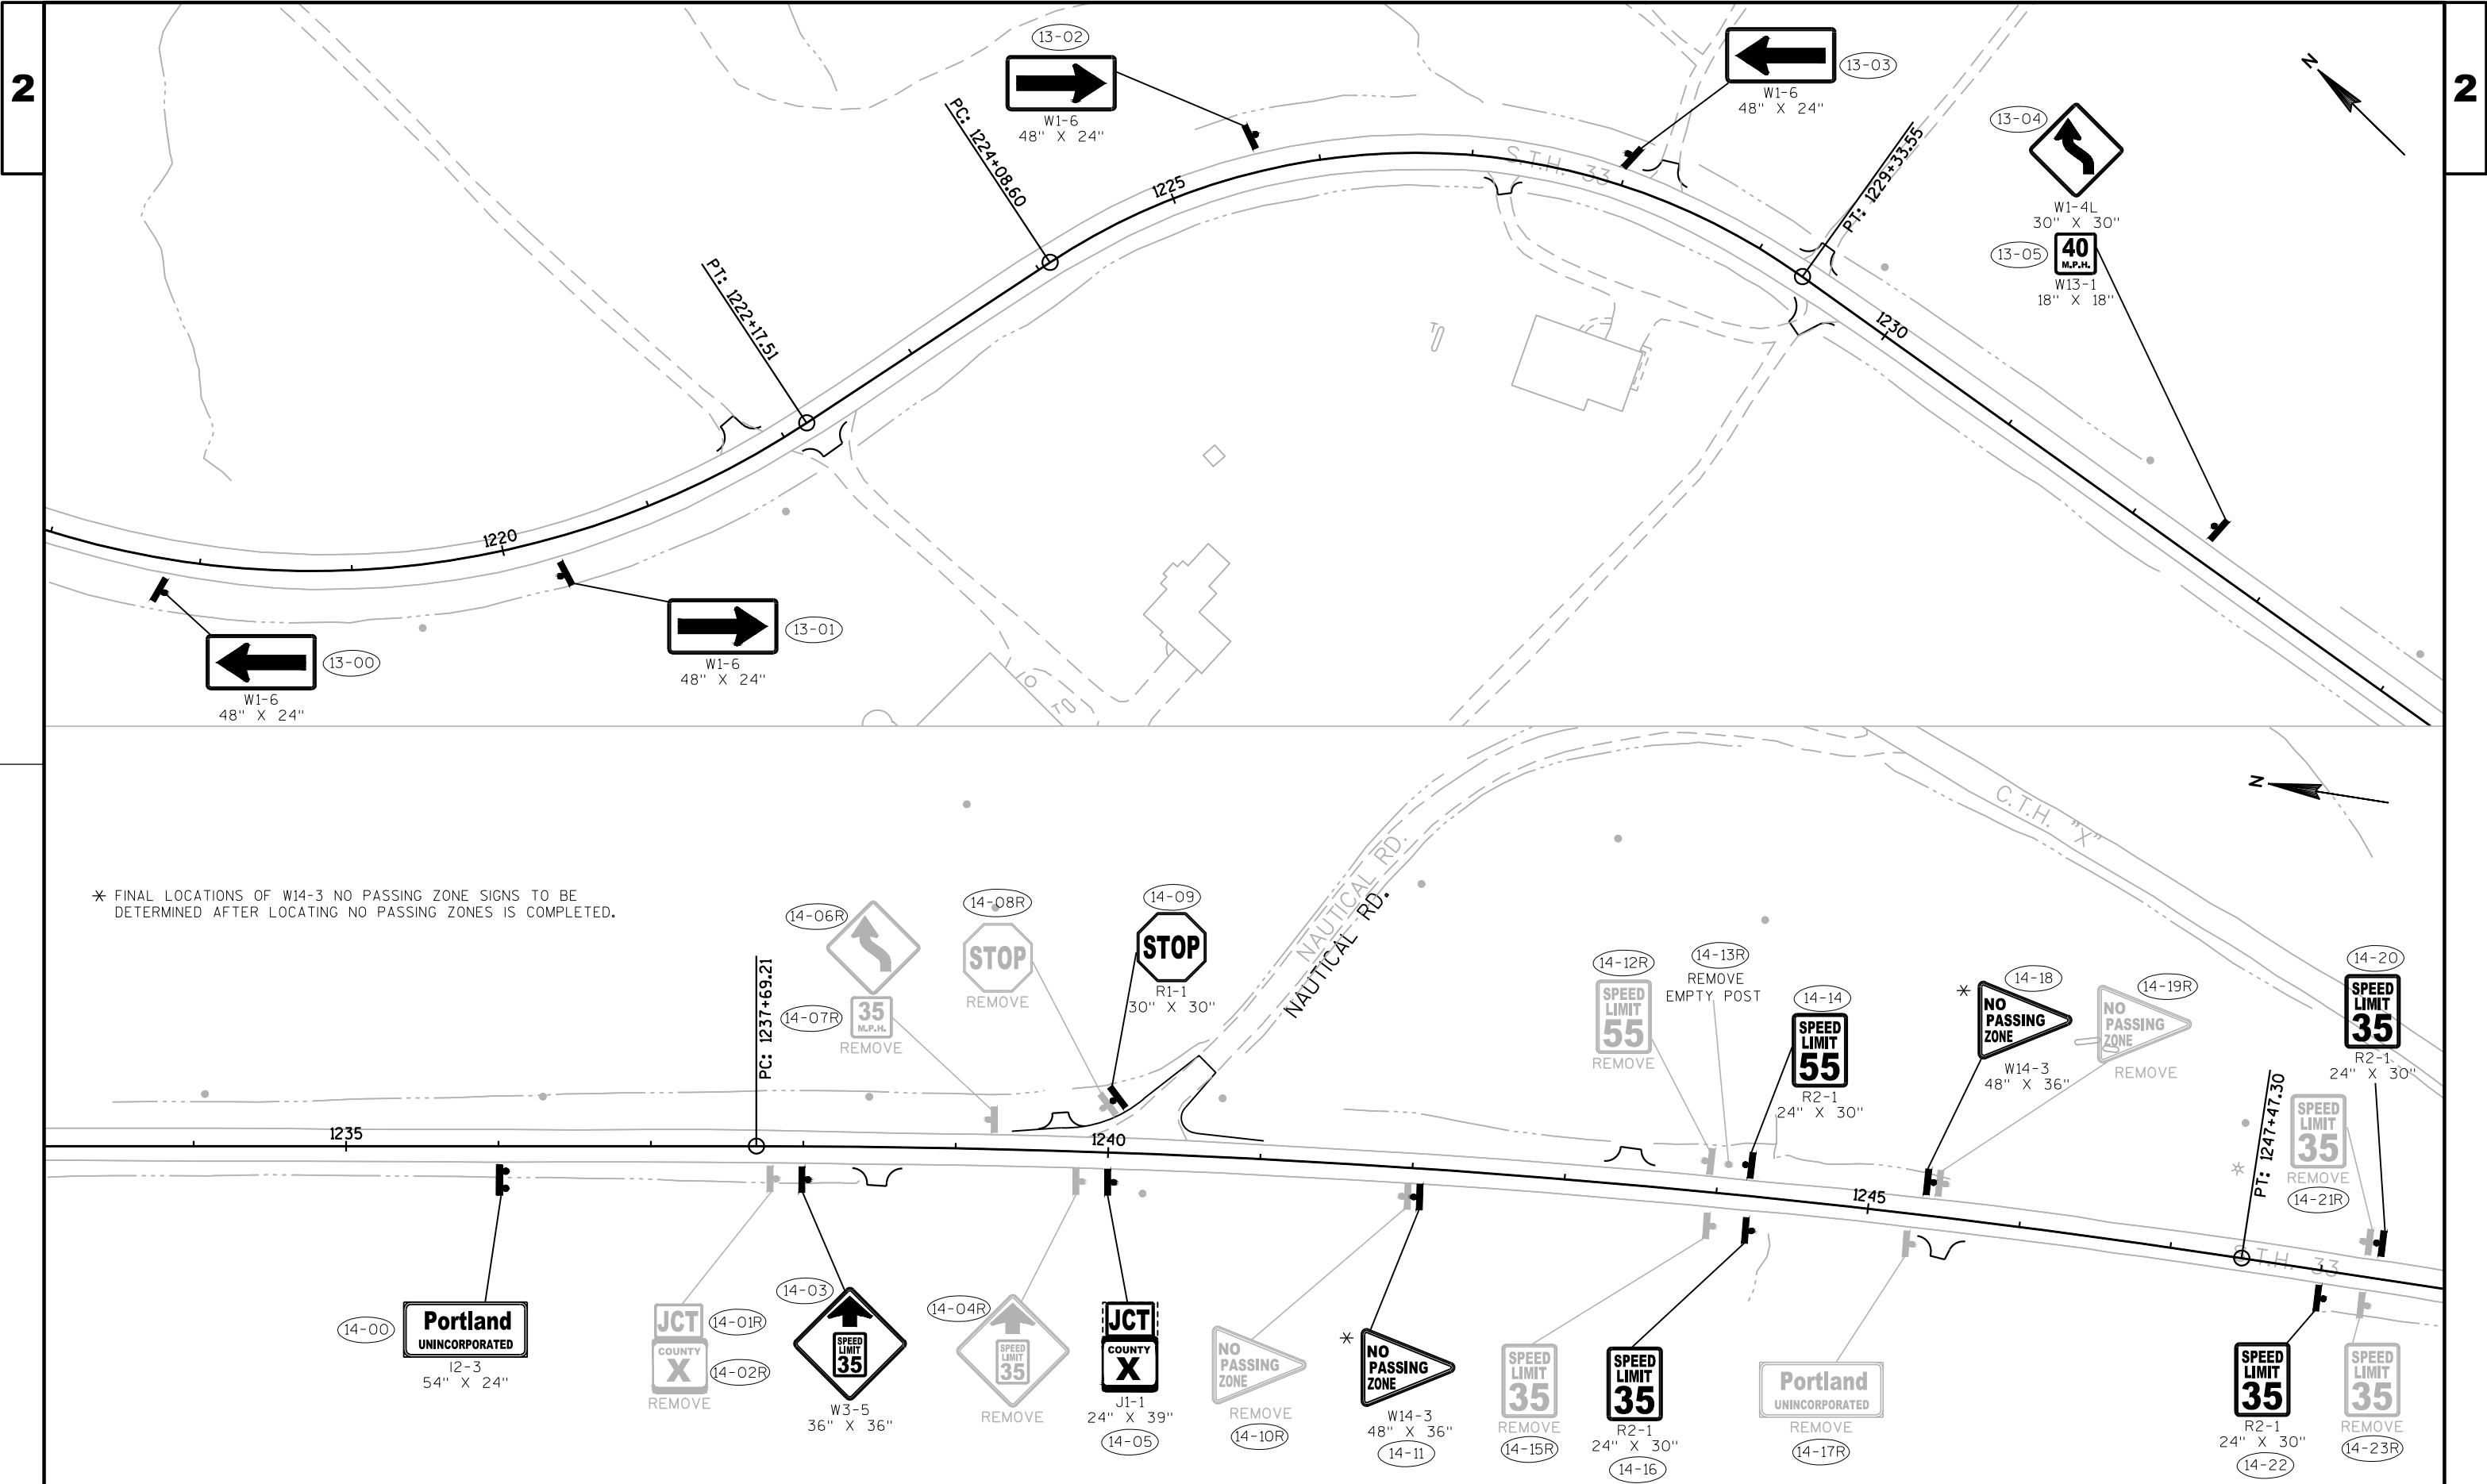 2
2
13-02
W1-6
48" X 24"
13-03
W1-6
48" X 24"
N
13-04
W1-4L
30" X 30"
13-05
40
M.P.H.
W13-1
18" X 18"
PC: 1224+08.60
1225
S.T.H. 33
PT: 1229+33.55
1230
PT: 1222+17.51
1220
13-00
W1-6
48" X 24"
13-01
W1-6
48" X 24"
N
C.T.H. "X"
* FINAL LOCATIONS OF W14-3 NO PASSING ZONE SIGNS TO BE
DETERMINED AFTER LOCATING NO PASSING ZONES IS COMPLETED.
14-06R
14-07R
35
M.P.H.
REMOVE
14-08R
STOP
REMOVE
14-09
STOP
R1-1
30" X 30"
NAUTICAL RD.
NAUTICAL RD.
14-12R
SPEED
LIMIT
55
REMOVE
14-13R
REMOVE
EMPTY POST
14-14
SPEED
LIMIT
55
R2-1
24" X 30"
14-18
*
NO
PASSING
ZONE
W14-3
48" X 36"
14-19R
NO
PASSING
ZONE
REMOVE
14-20
SPEED
LIMIT
35
R2-1
24" X 30"
SPEED
LIMIT
35
REMOVE
14-21R
PC: 1237+69.21
PT: 1247+47.30
1235
1240
1245
S.T.H. 33
14-00
Portland
UNINCORPORATED
I2-3
54" X 24"
JCT
14-01R
COUNTY
X
14-02R
REMOVE
14-03
SPEED
LIMIT
35
W3-5
36" X 36"
14-04R
SPEED
LIMIT
35
REMOVE
JCT
COUNTY
X
J1-1
24" X 39"
14-05
NO
PASSING
ZONE
REMOVE
14-10R
*
NO
PASSING
ZONE
W14-3
48" X 36"
14-11
SPEED
LIMIT
35
REMOVE
14-15R
SPEED
LIMIT
35
R2-1
24" X 30"
14-16
Portland
UNINCORPORATED
REMOVE
14-17R
SPEED
LIMIT
35
R2-1
24" X 30"
14-22
SPEED
LIMIT
35
REMOVE
14-23R